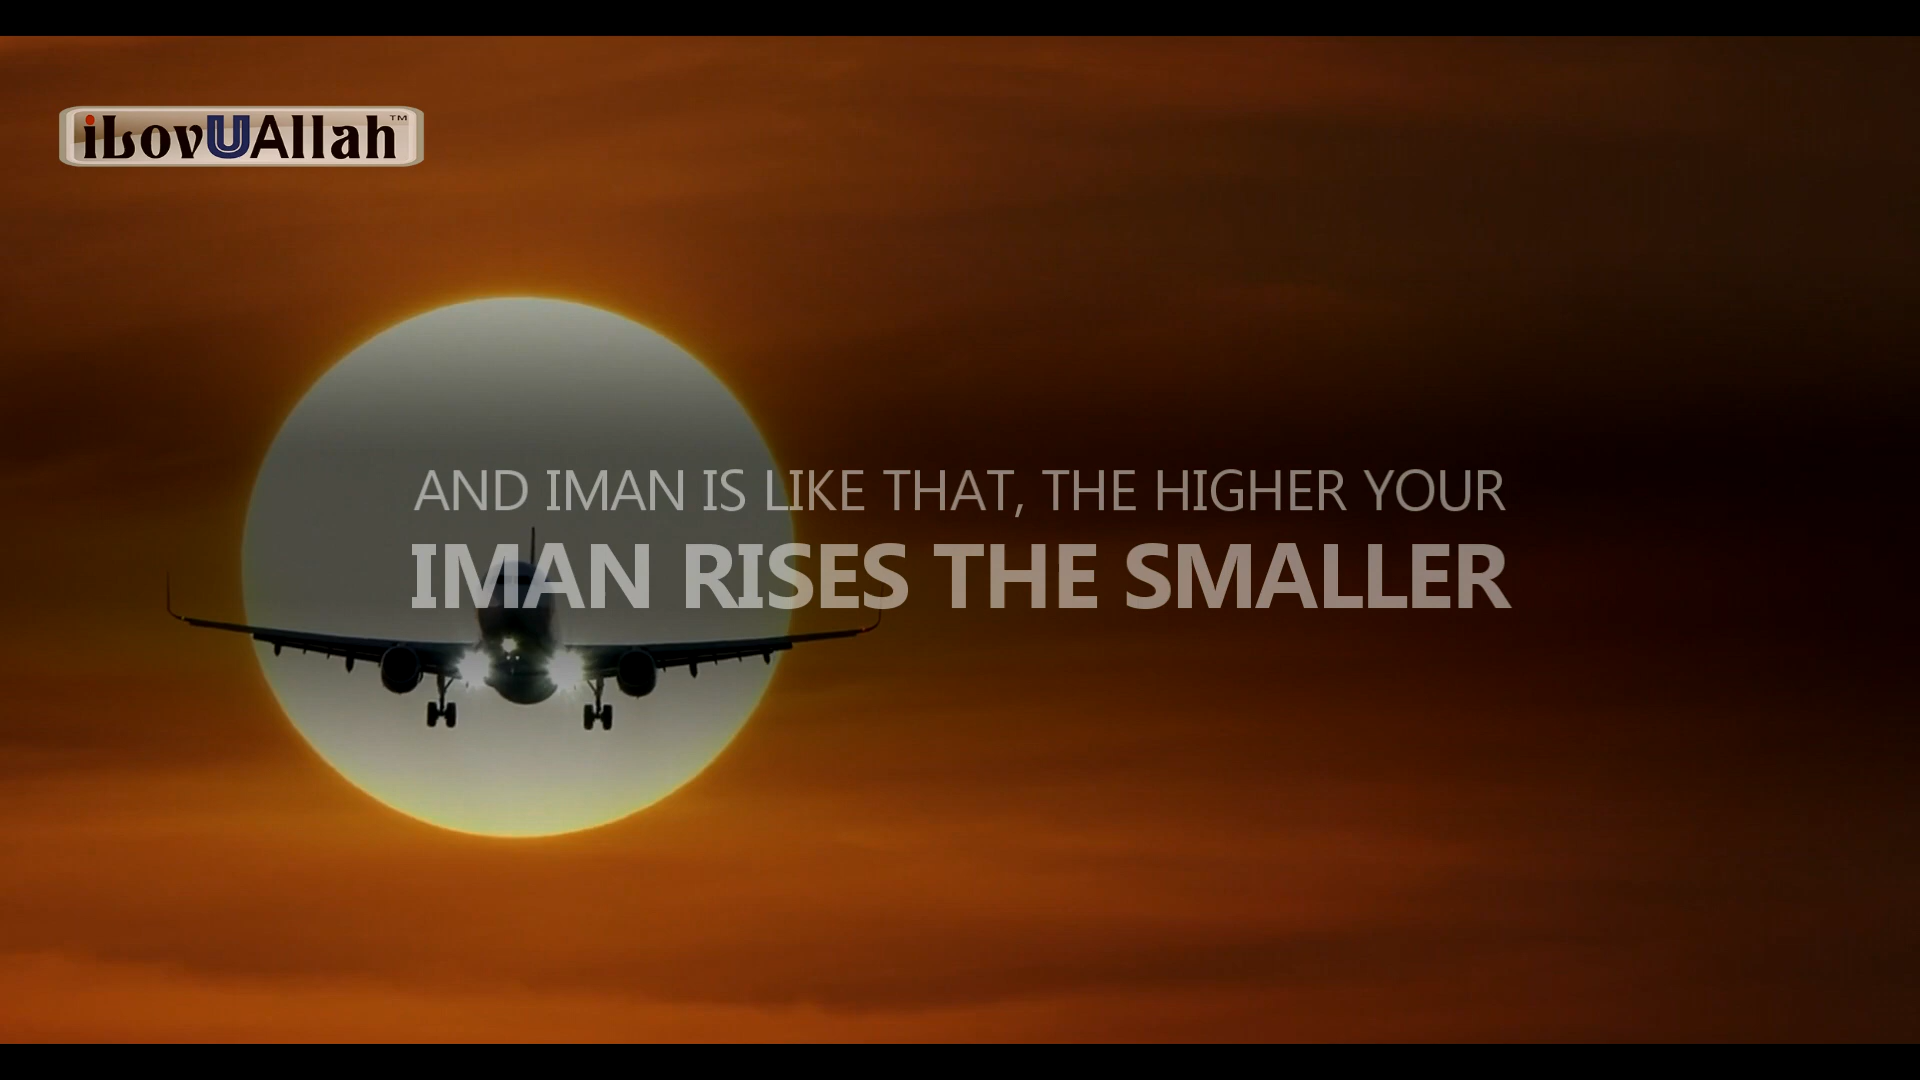 iLovUAllah™
AND IMAN IS LIKE THAT, THE HIGHER YOUR
IMAN RISES THE SMALLER